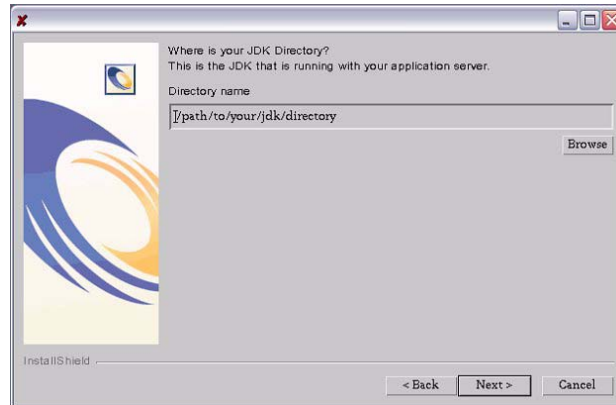 Where is your JDK Directory?
This is the JDK that is running with your application server.
Directory name
/path/to/your/jdk/directory
Browse
InstallShield
< Back
Next >
Cancel